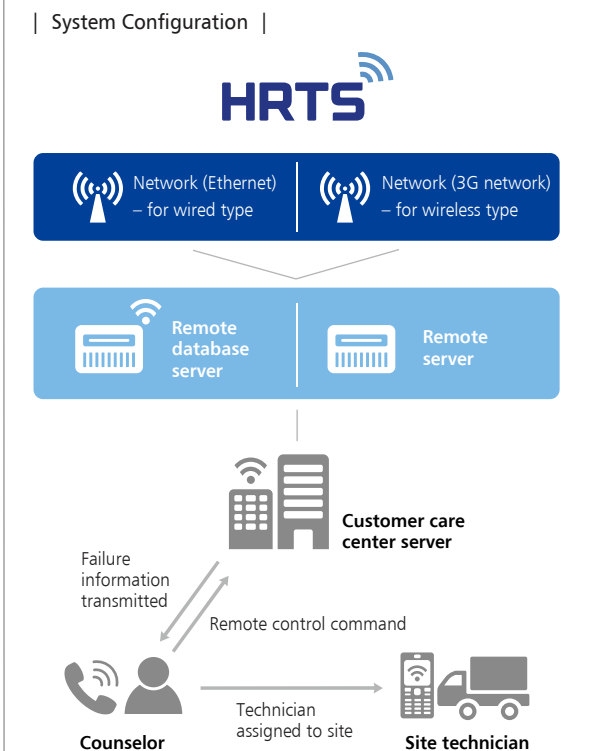 | System Configuration |
HRTS
Network (Ethernet)
– for wired type
Network (3G network)
– for wireless type
Remote
database
server
Remote
server
Customer care
center server
Failure
information
transmitted
Remote control command
Technician
assigned to site
Counselor
Site technician